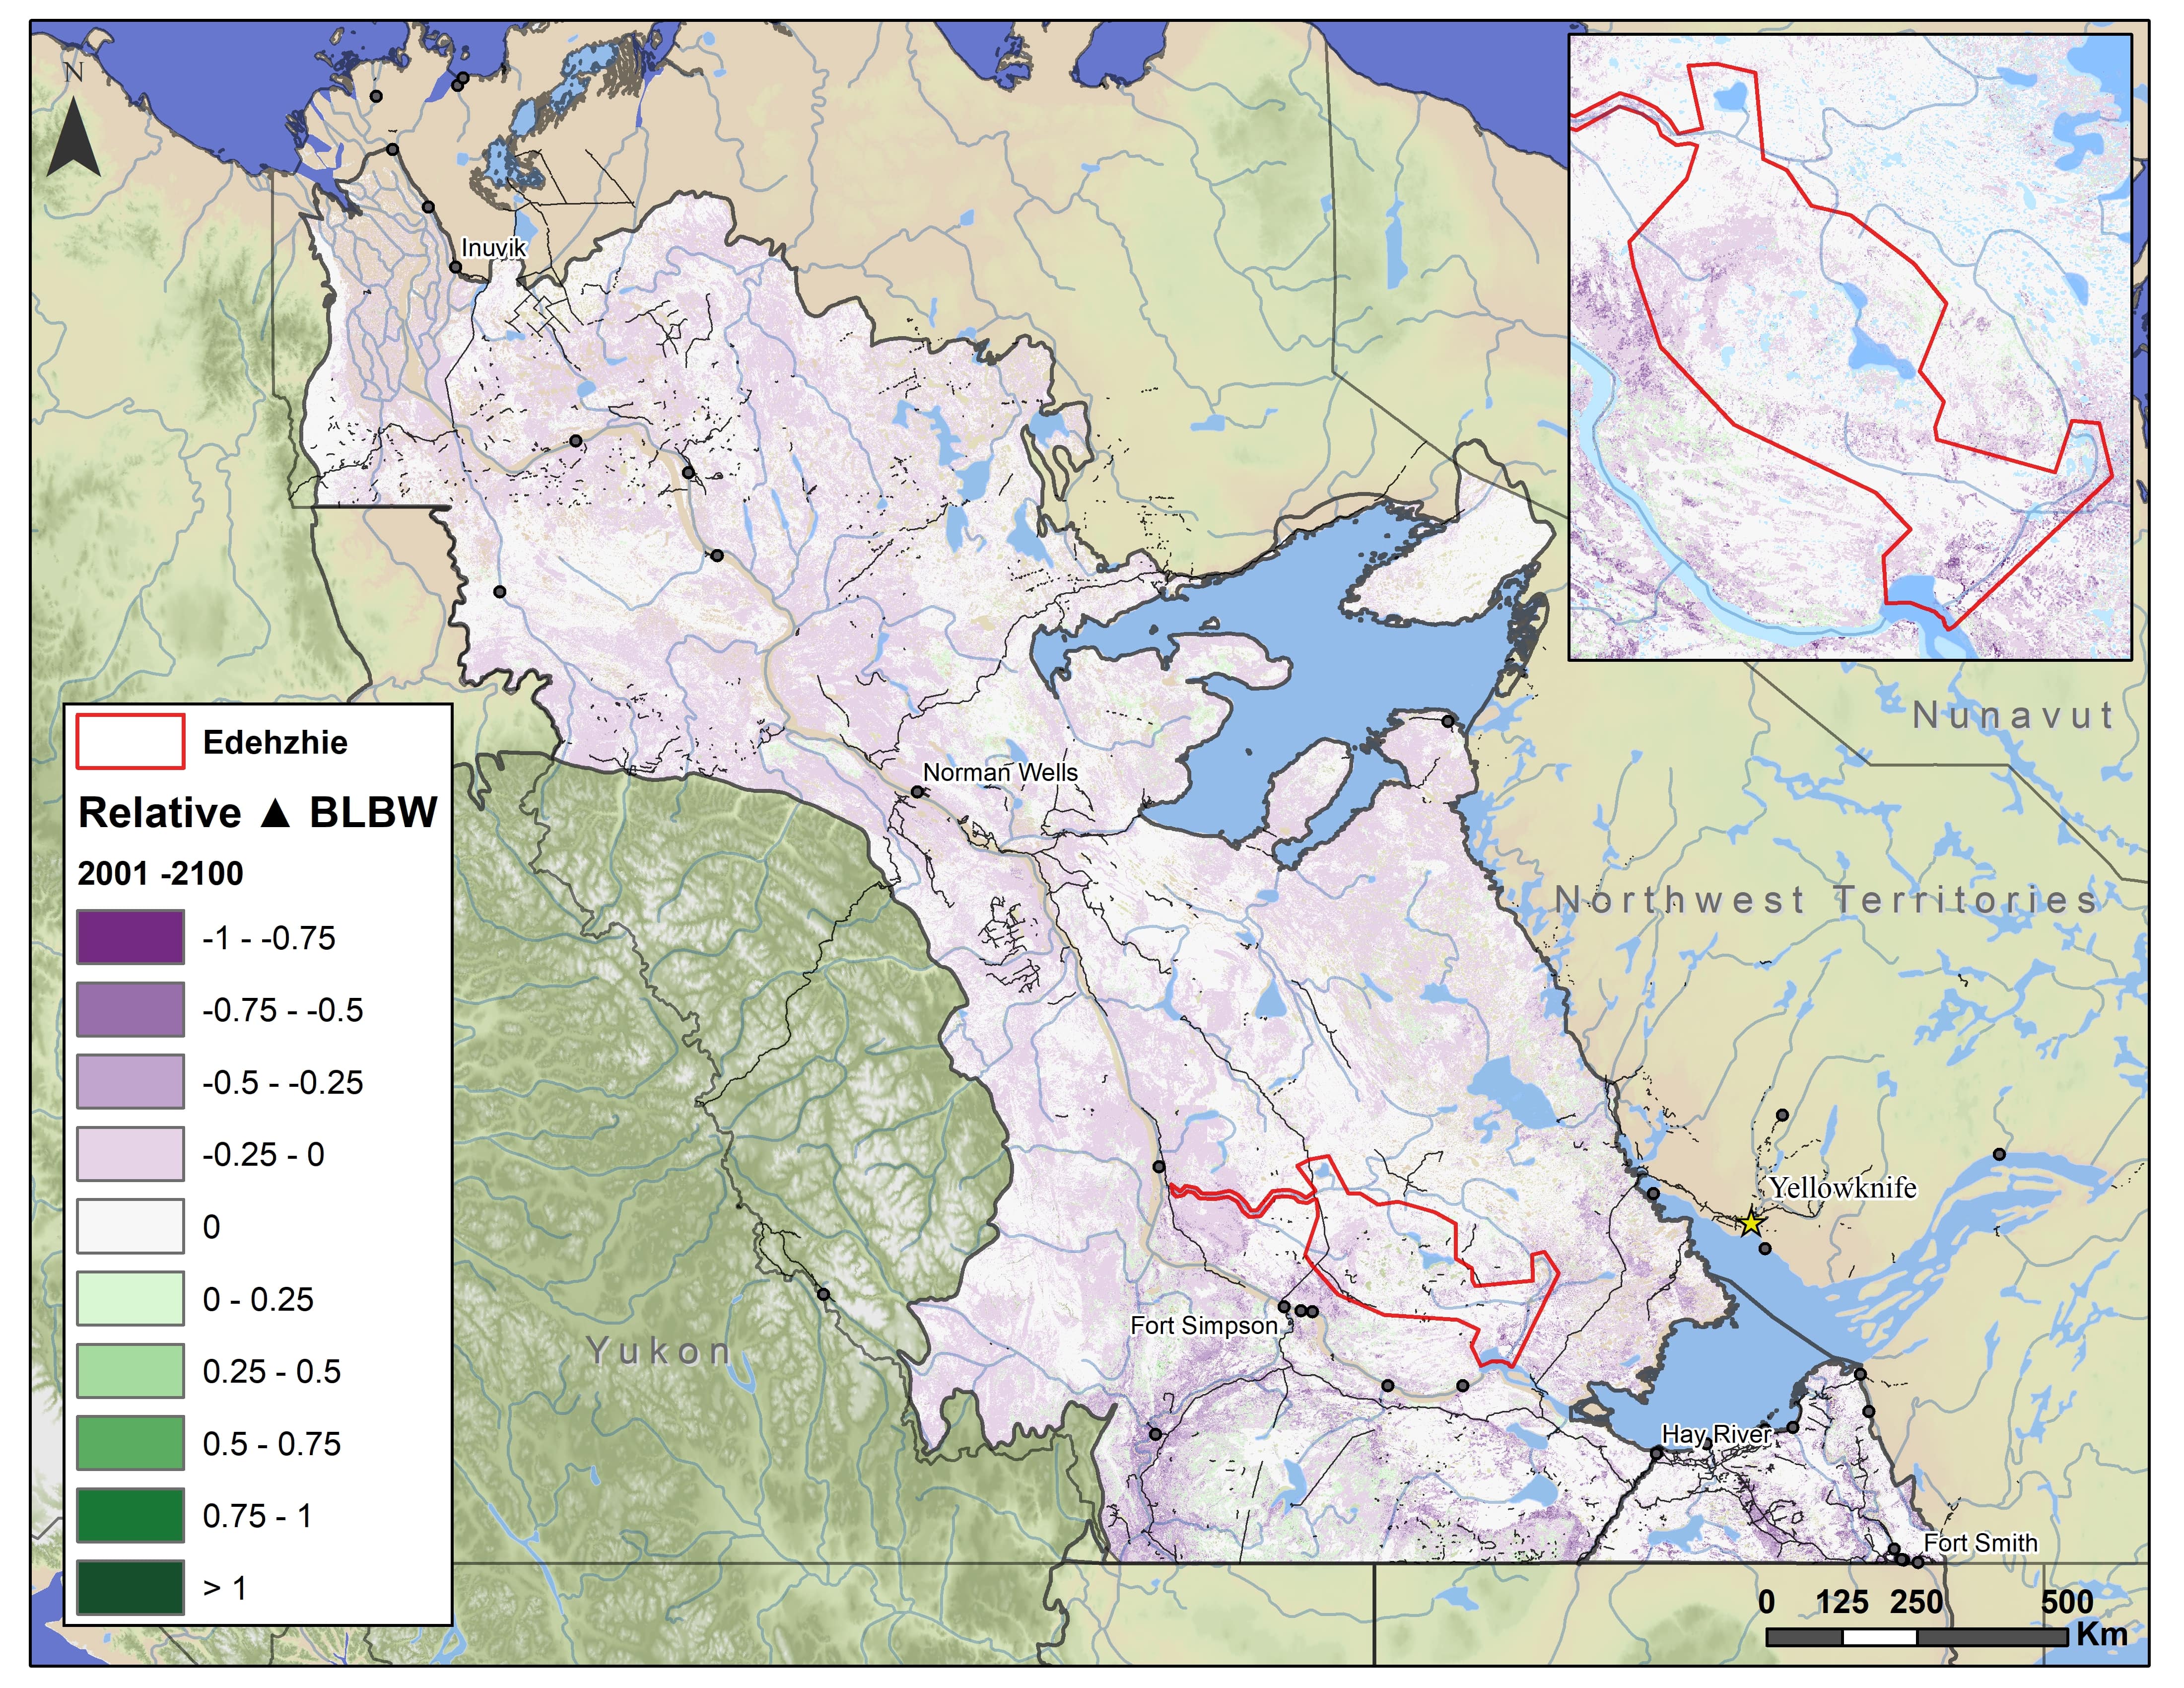 N
Inuvik
Nunavut
Edehzhie
Relative ▲ BLBW
2001 -2100
-1 - -0.75
-0.75 - -0.5
-0.5 - -0.25
-0.25 - 0
0
0 - 0.25
0.25 - 0.5
0.5 - 0.75
0.75 - 1
> 1
Norman Wells
Northwest Territories
Yellowknife
Fort Simpson
Yukon
Hay River
Fort Smith
0 125 250 500
Km